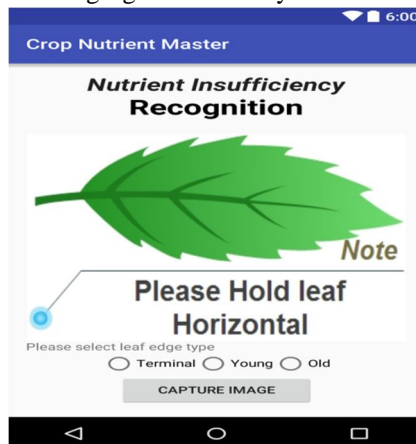 6:00
Crop Nutrient Master
Nutrient Insufficiency
Recognition
Note
Please Hold leaf
Horizontal
Please select leaf edge type
Terminal Young Old
CAPTURE IMAGE